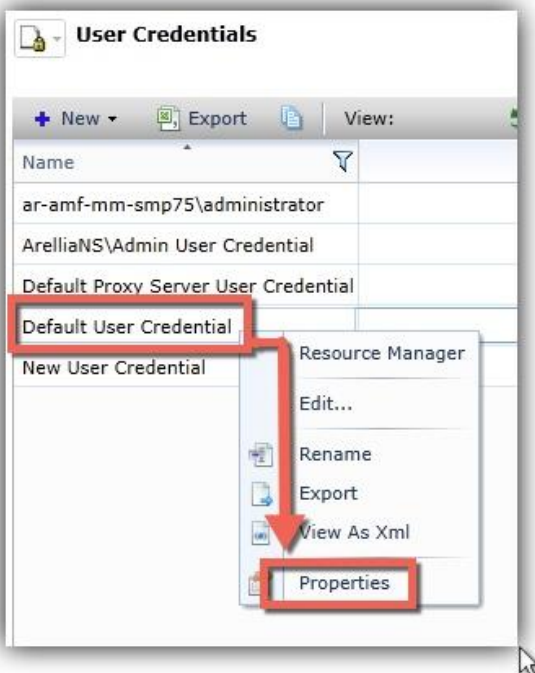 User Credentials
New Export View:
Name
ar-amf-mm-smp75\administrator
ArelliaNS\Admin User Credential
Default Proxy Server User Credential
Default User Credential
New User Credential
Resource Manager
Edit...
Rename
Export
View As Xml
Properties